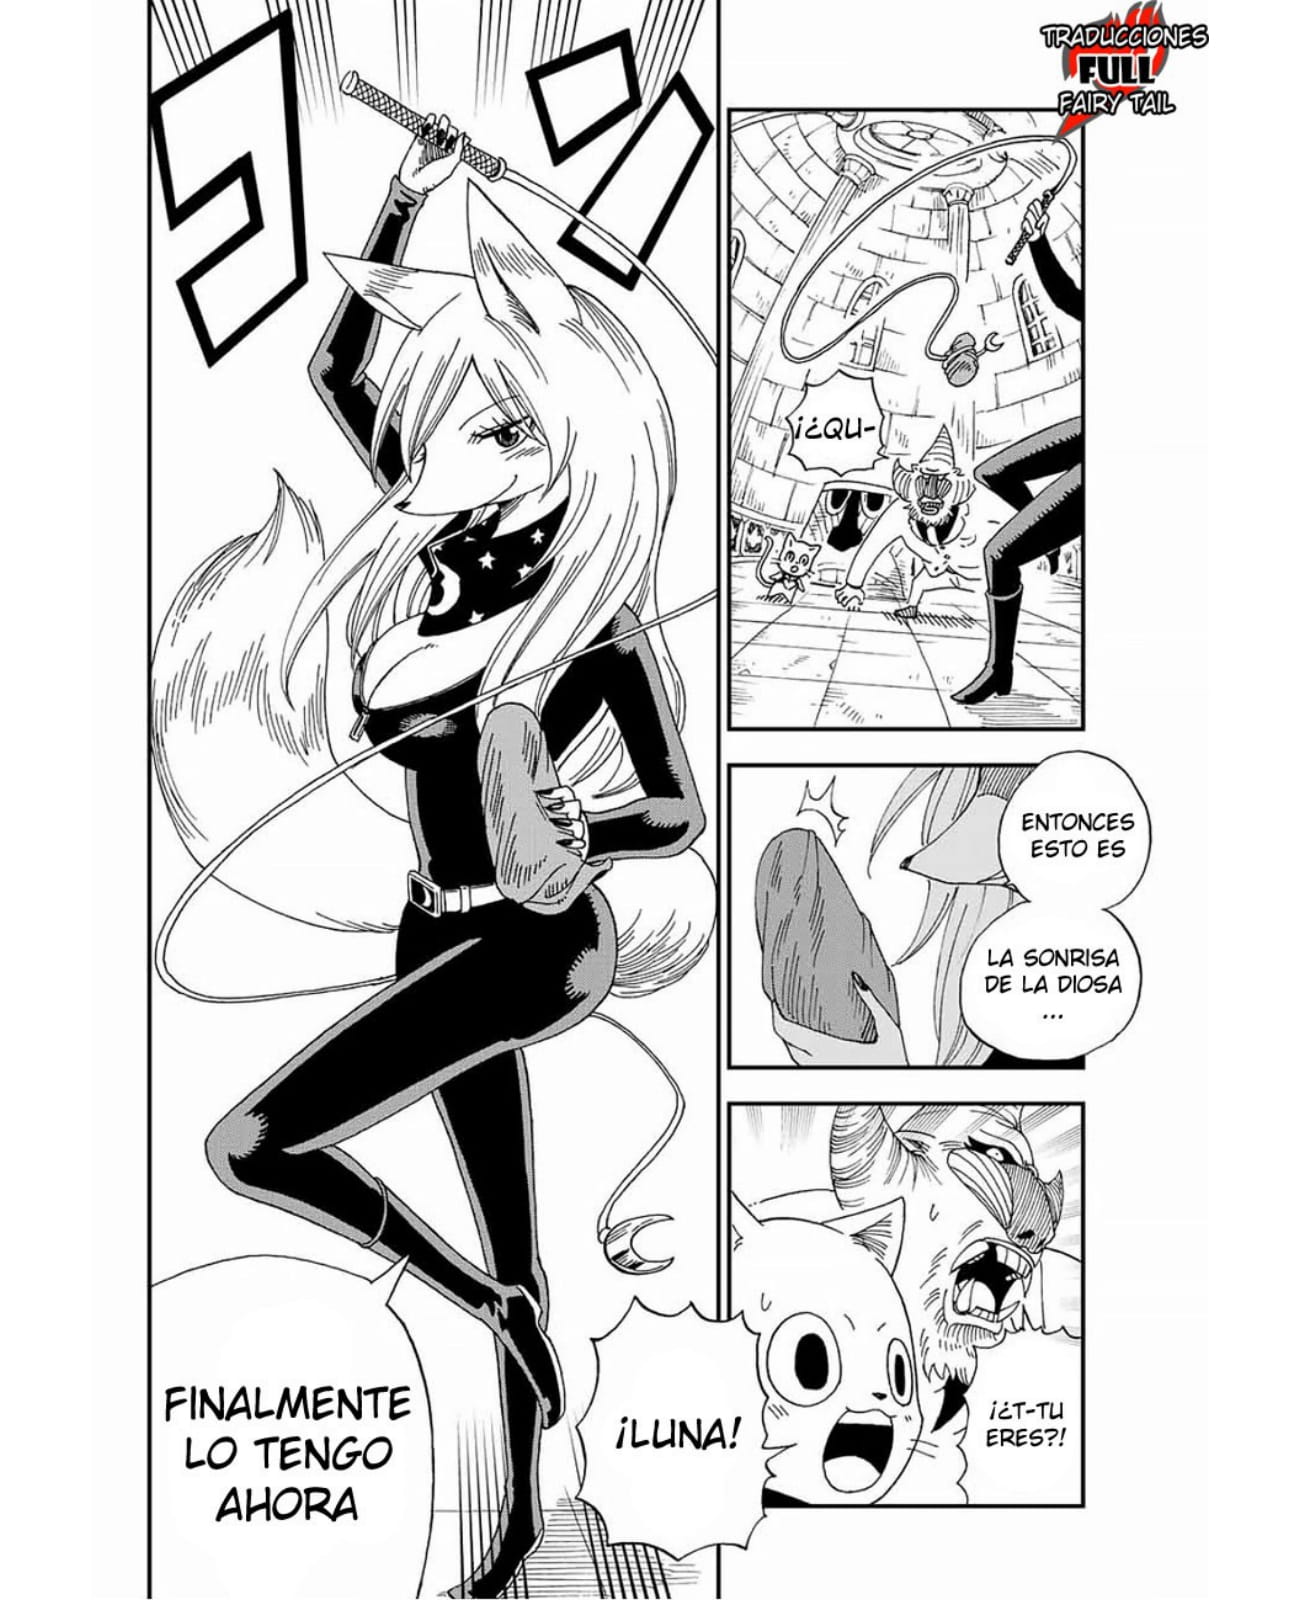 TRADUCCIONES
FULL
FAIRY TAIL
¡¿QU-
ENTONCES
ESTO ES
LA SONRISA
DE LA DIOSA
...
¡¿T-TU
ERES?!
¡LUNA!
FINALMENTE
LO TENGO
AHORA